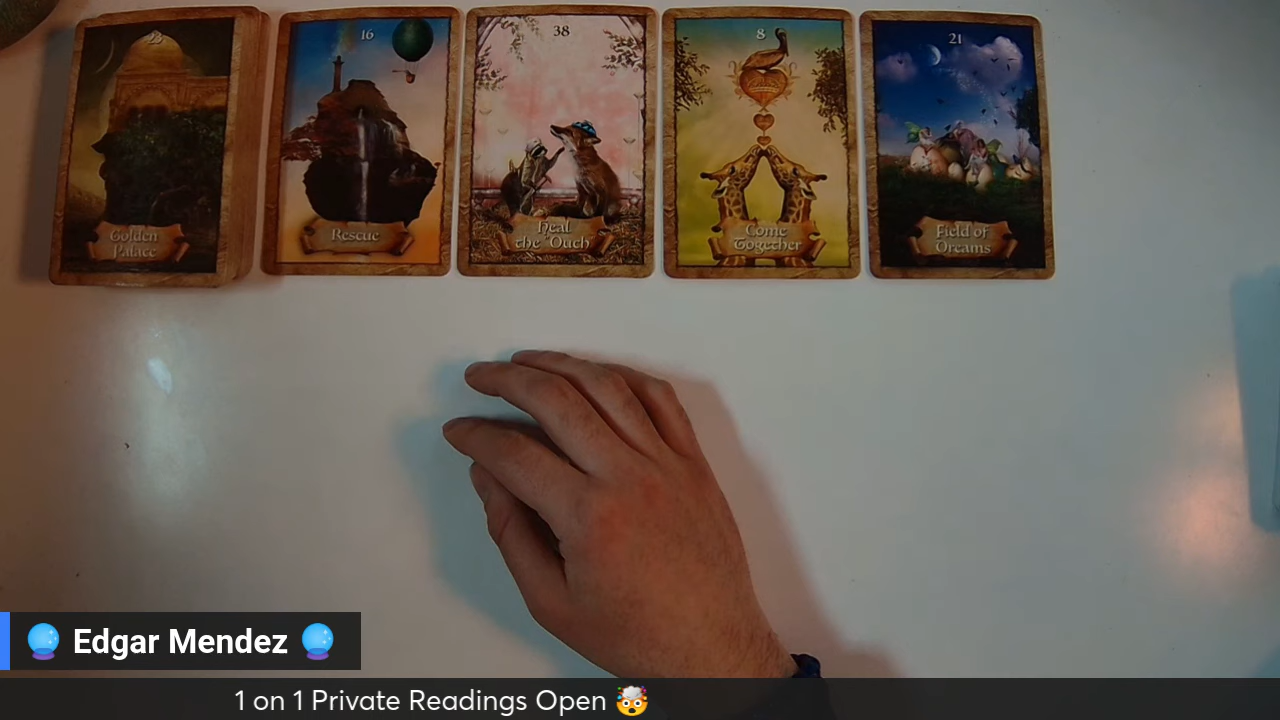 23
Golden
Palace
16
Rescue
38
Heal
the "Ouch"
8
Come
Together
21
Field of
Dreams
🔮 Edgar Mendez 🔮
1 on 1 Private Readings Open 🤯